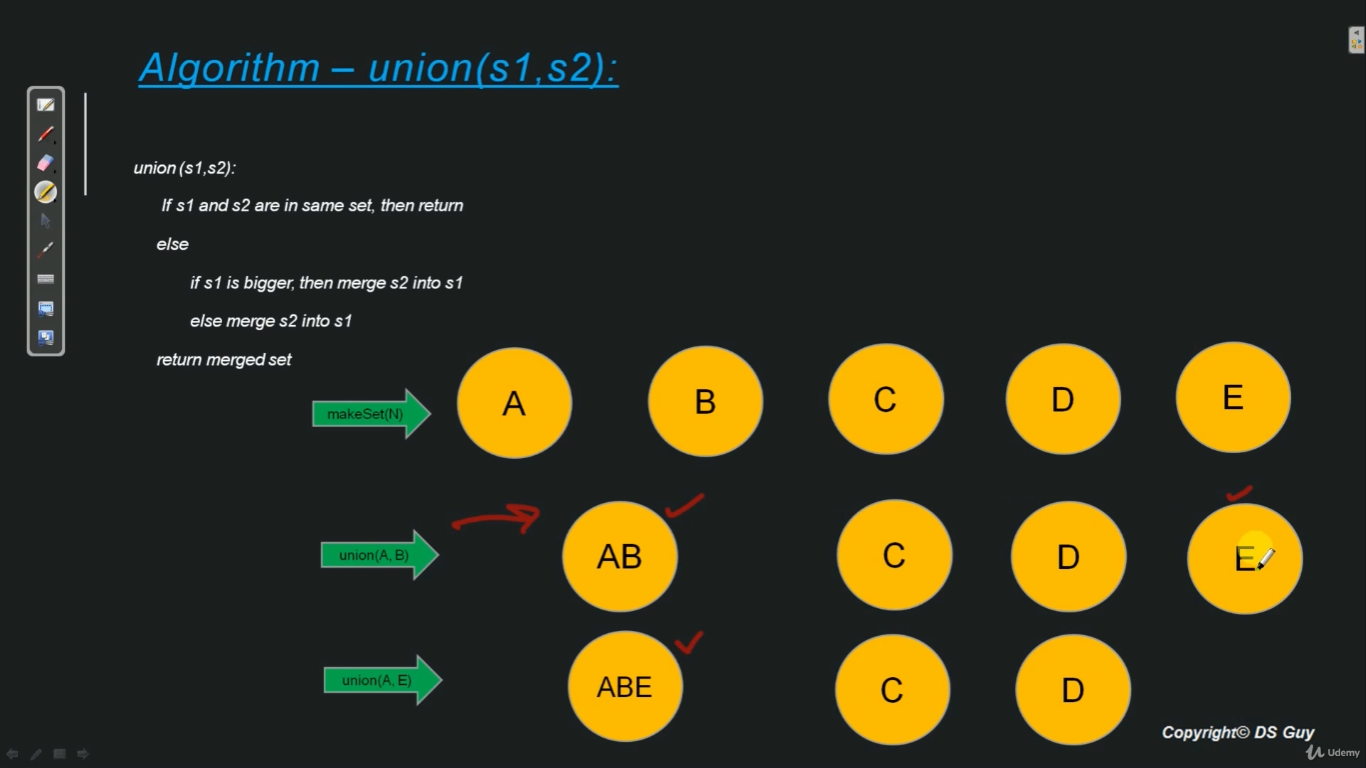 Algorithm – union(s1,s2):
union (s1,s2):
If s1 and s2 are in same set, then return
else
if s1 is bigger, then merge s2 into s1
else merge s2 into s1
return merged set
makeSet(N)
A
B
C
D
E
union(A, B)
AB
C
D
E
union(A, E)
ABE
C
D
Copyright© DS Guy
Udemy